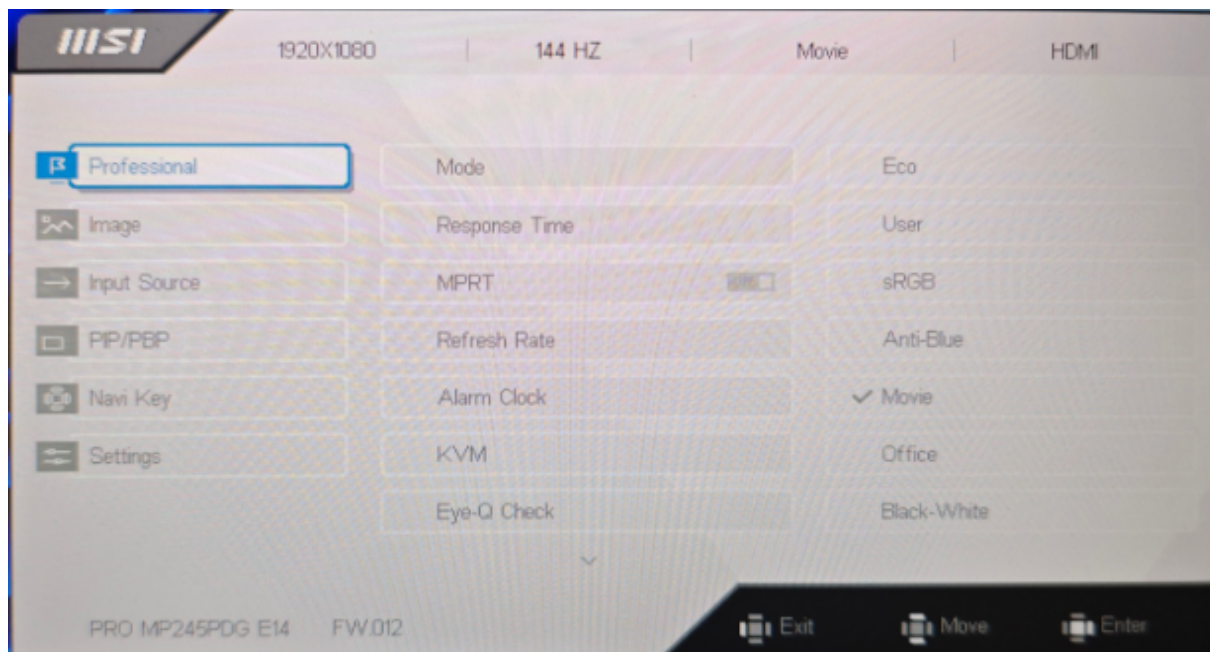 msi 1920X1080 144 HZ Movie HDMI
Professional Mode Eco
Image Response Time User
Input Source MPRT sRGB
PIP/PBP Refresh Rate Anti-Blue
Navi Key Alarm Clock Movie
Settings KVM Office
Eye-Q Check Black-White
PRO MP245PDG E14 FW.012 Exit Move Enter